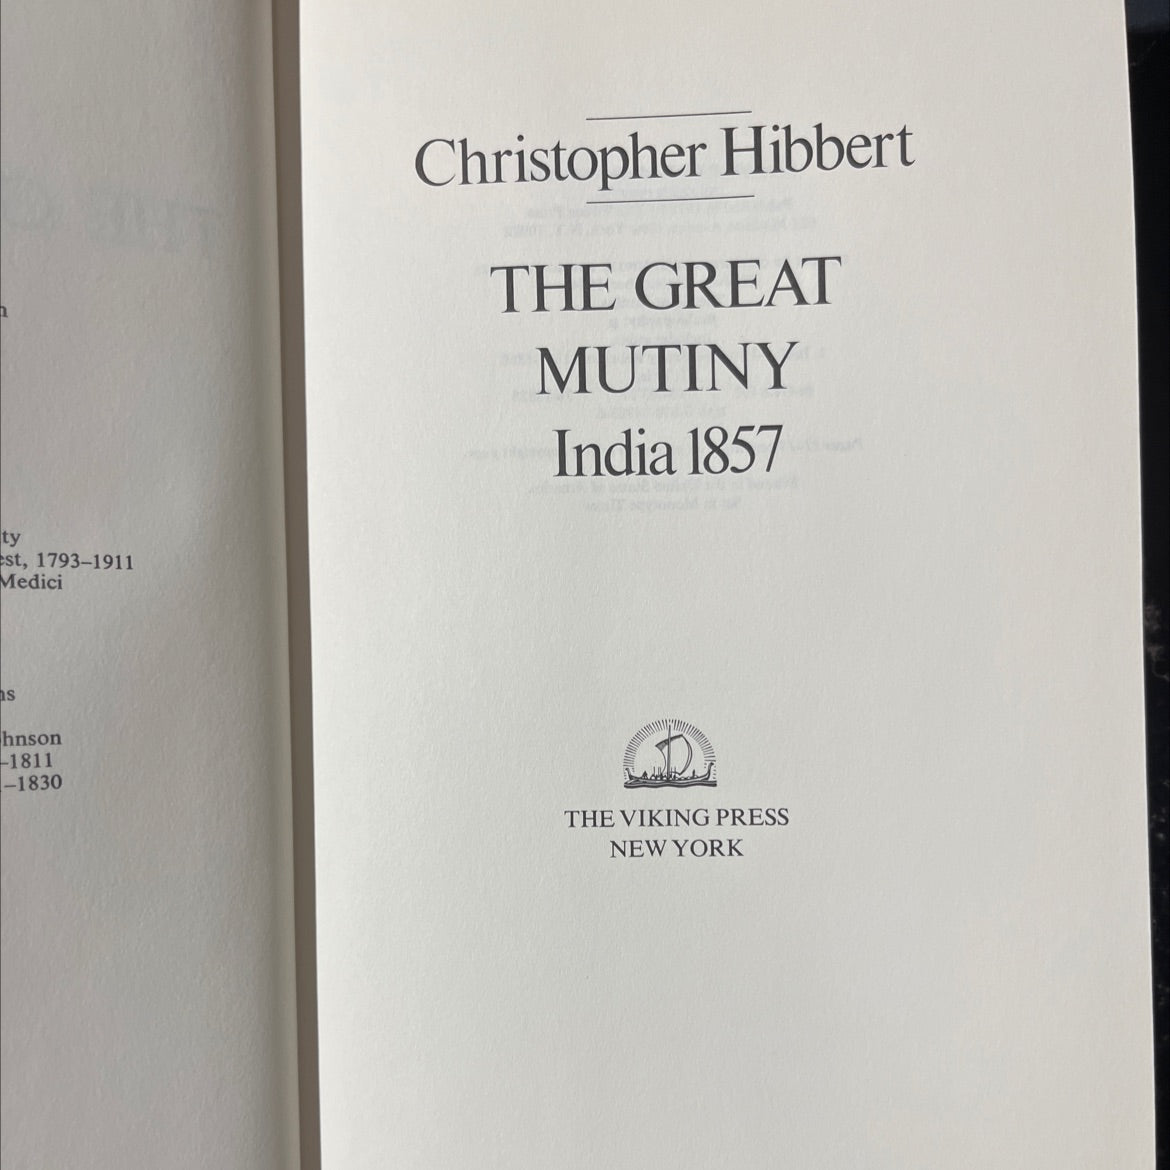 ty
est, 1793–1911
Medici
ns
hnson
–1811
–1830
Christopher Hibbert
THE GREAT
MUTINY
India 1857
THE VIKING PRESS
NEW YORK